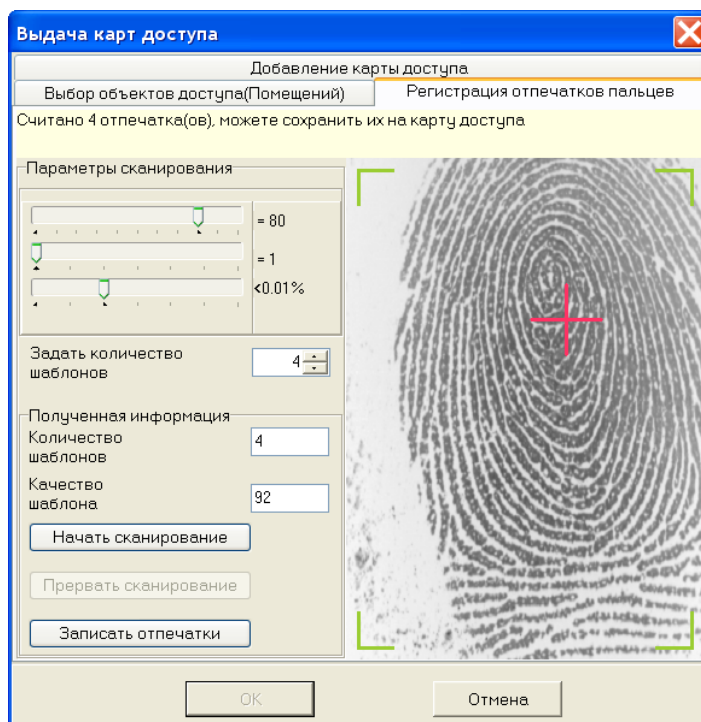 Выдача карт доступа
Добавление карты доступа
Выбор объектов доступа(Помещений)
Регистрация отпечатков пальцев
Считано 4 отпечатка(ов), можете сохранить их на карту доступа
Параметры сканирования
= 80
= 1
<0.01%
Задать количество
шаблонов
4
Полученная информация
Количество
шаблонов
4
Качество
шаблона
92
Начать сканирование
Прервать сканирование
Записать отпечатки
OK
Отмена